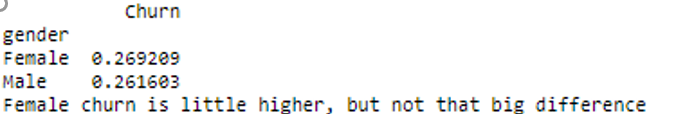 Churn
gender
Female 0.269209
Male 0.261603
Female churn is little higher, but not that big difference